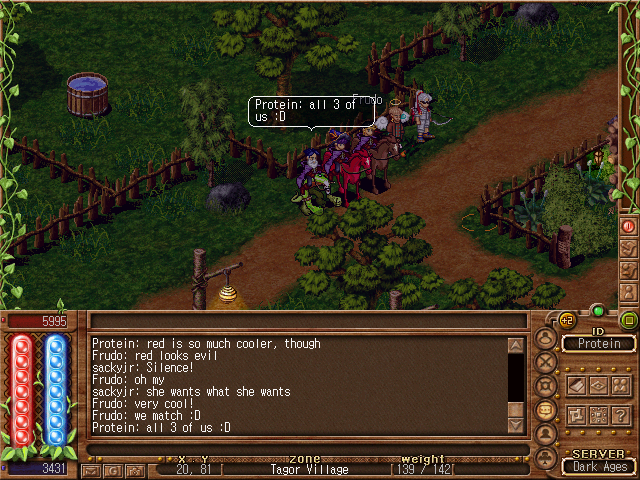 Frudo
Protein: all 3 of
us :D
5995
+2
ID
Protein
Protein: red is so much cooler, though
Frudo: red looks evil
sackyjr: Silence!
Frudo: oh my
sackyjr: she wants what she wants
Frudo: very cool!
Frudo: we match :D
Protein: all 3 of us :D
3431
G
?
X Y
zone
weight
20, 81
Tagor Village
139 / 142
SERVER
Dark Ages